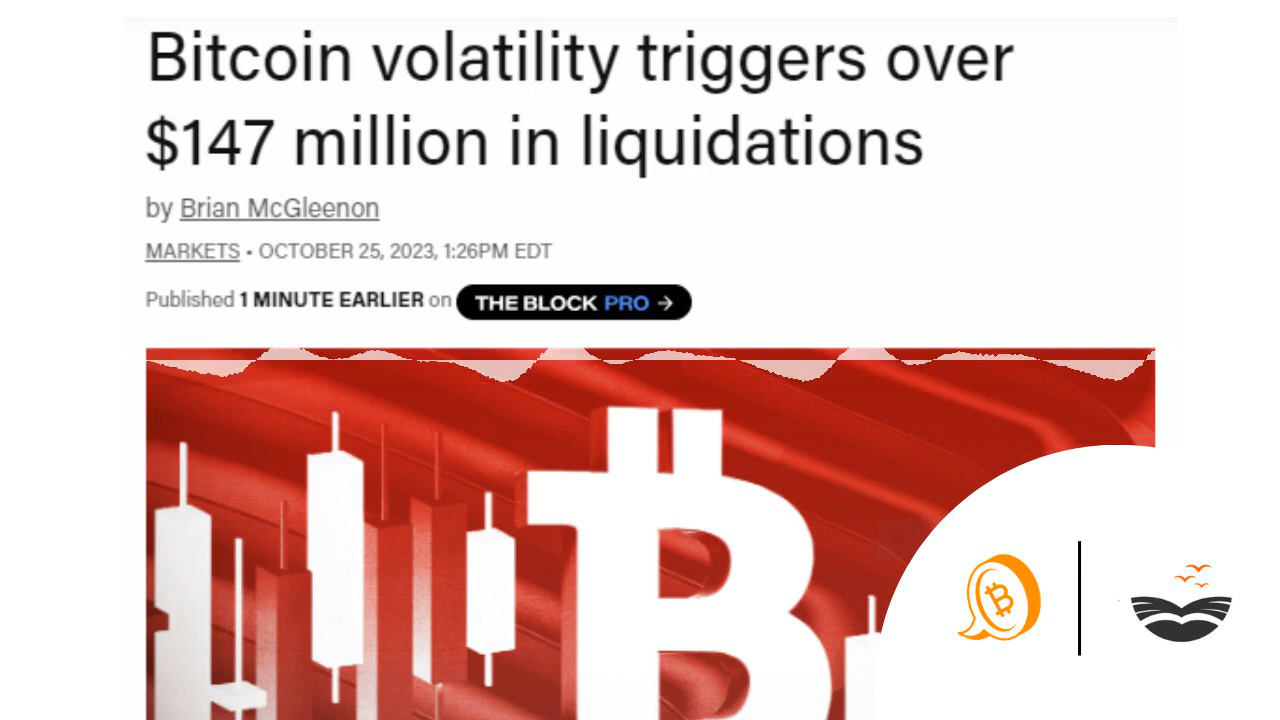 Bitcoin volatility triggers over
$147 million in liquidations
by Brian McGleenon
MARKETS • OCTOBER 25, 2023, 1:26PM EDT
Published 1 MINUTE EARLIER on THE BLOCK PRO →